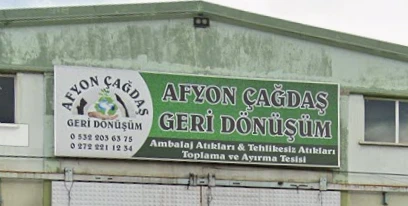 AFYON ÇAĞDAŞ
GERİ DÖNÜŞÜM
0 532 203 63 75
0 272 221 12 34
AFYON ÇAĞDAŞ
GERİ DÖNÜŞÜM
Ambalaj Atıkları & Tehlikesiz Atıkları
Toplama ve Ayırma Tesisi